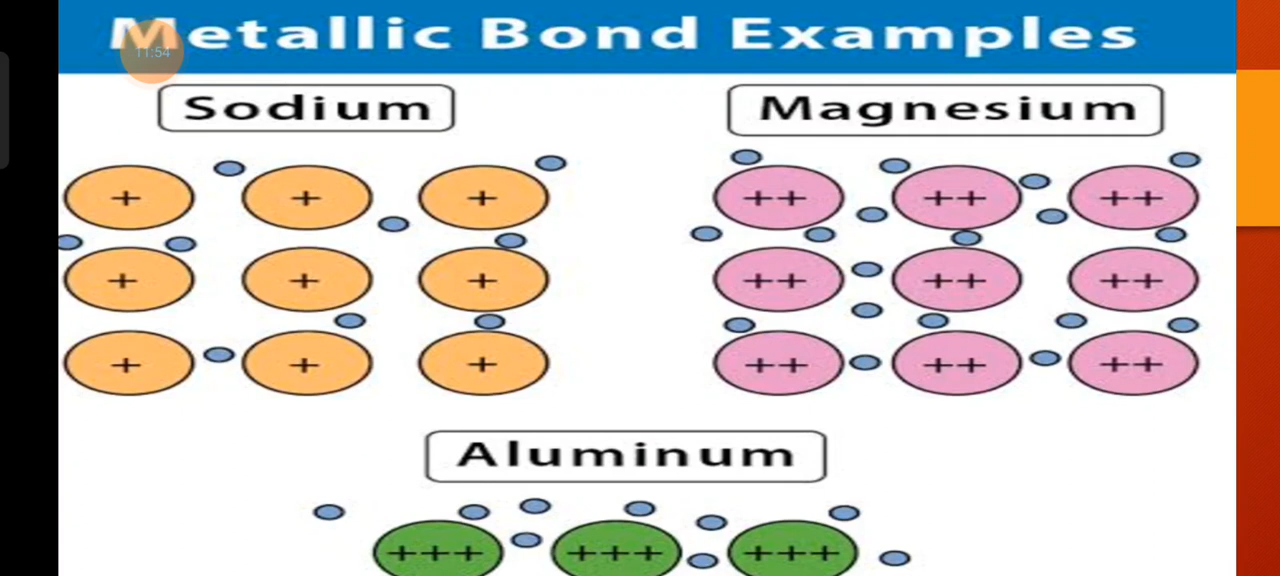 Metallic Bond Examples
11:54
Sodium
Magnesium
+ + +
++ ++ ++
+ + +
++ ++ ++
+ + +
++ ++ ++
Aluminum
+++ +++ +++